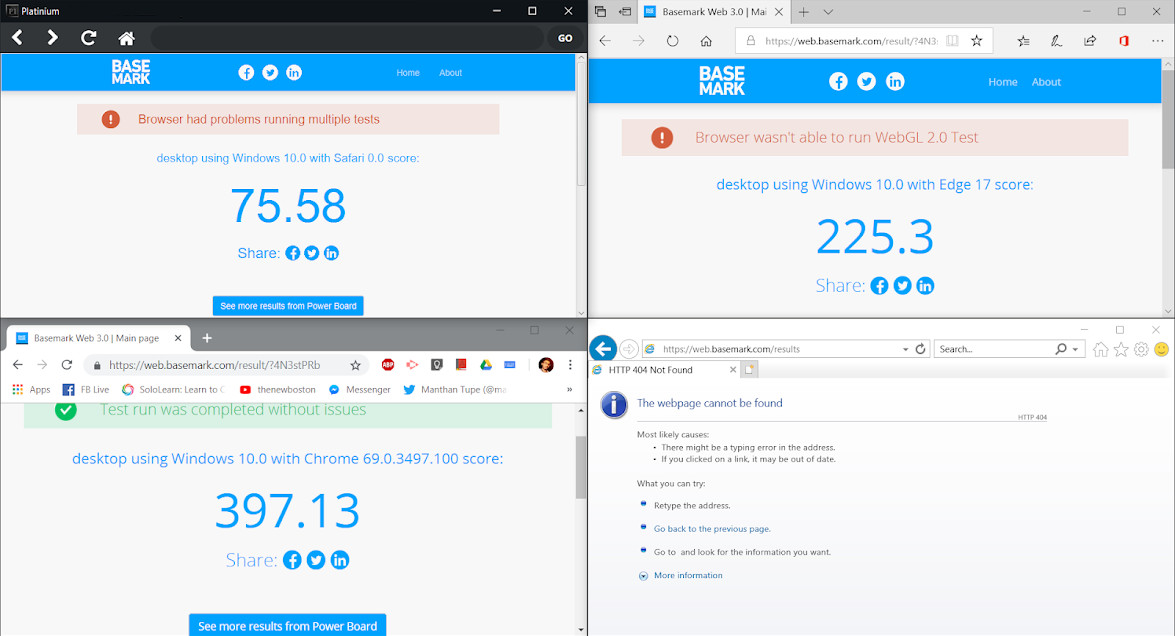 Platinium
GO
BASE
MARK
Home
About
Browser had problems running multiple tests
desktop using Windows 10.0 with Safari 0.0 score:
75.58
Share:
See more results from Power Board
Basemark Web 3.0 | Mai
https://web.basemark.com/result/?4N3
BASE
MARK
Home
About
Browser wasn't able to run WebGL 2.0 Test
desktop using Windows 10.0 with Edge 17 score:
225.3
Share:
Basemark Web 3.0 | Main page
https://web.basemark.com/result/?4N3stPRb
ABP
Apps
FB Live
SoloLearn: Learn to C
thenewboston
Messenger
Manthan Tupe (@ma
»
Test run was completed without issues
desktop using Windows 10.0 with Chrome 69.0.3497.100 score:
397.13
Share:
See more results from Power Board
https://web.basemark.com/results
Search...
HTTP 404 Not Found
The webpage cannot be found
HTTP 404
Most likely causes:
• There might be a typing error in the address.
• If you clicked on a link, it may be out of date.
What you can try:
Retype the address.
Go back to the previous page.
Go to and look for the information you want.
More information